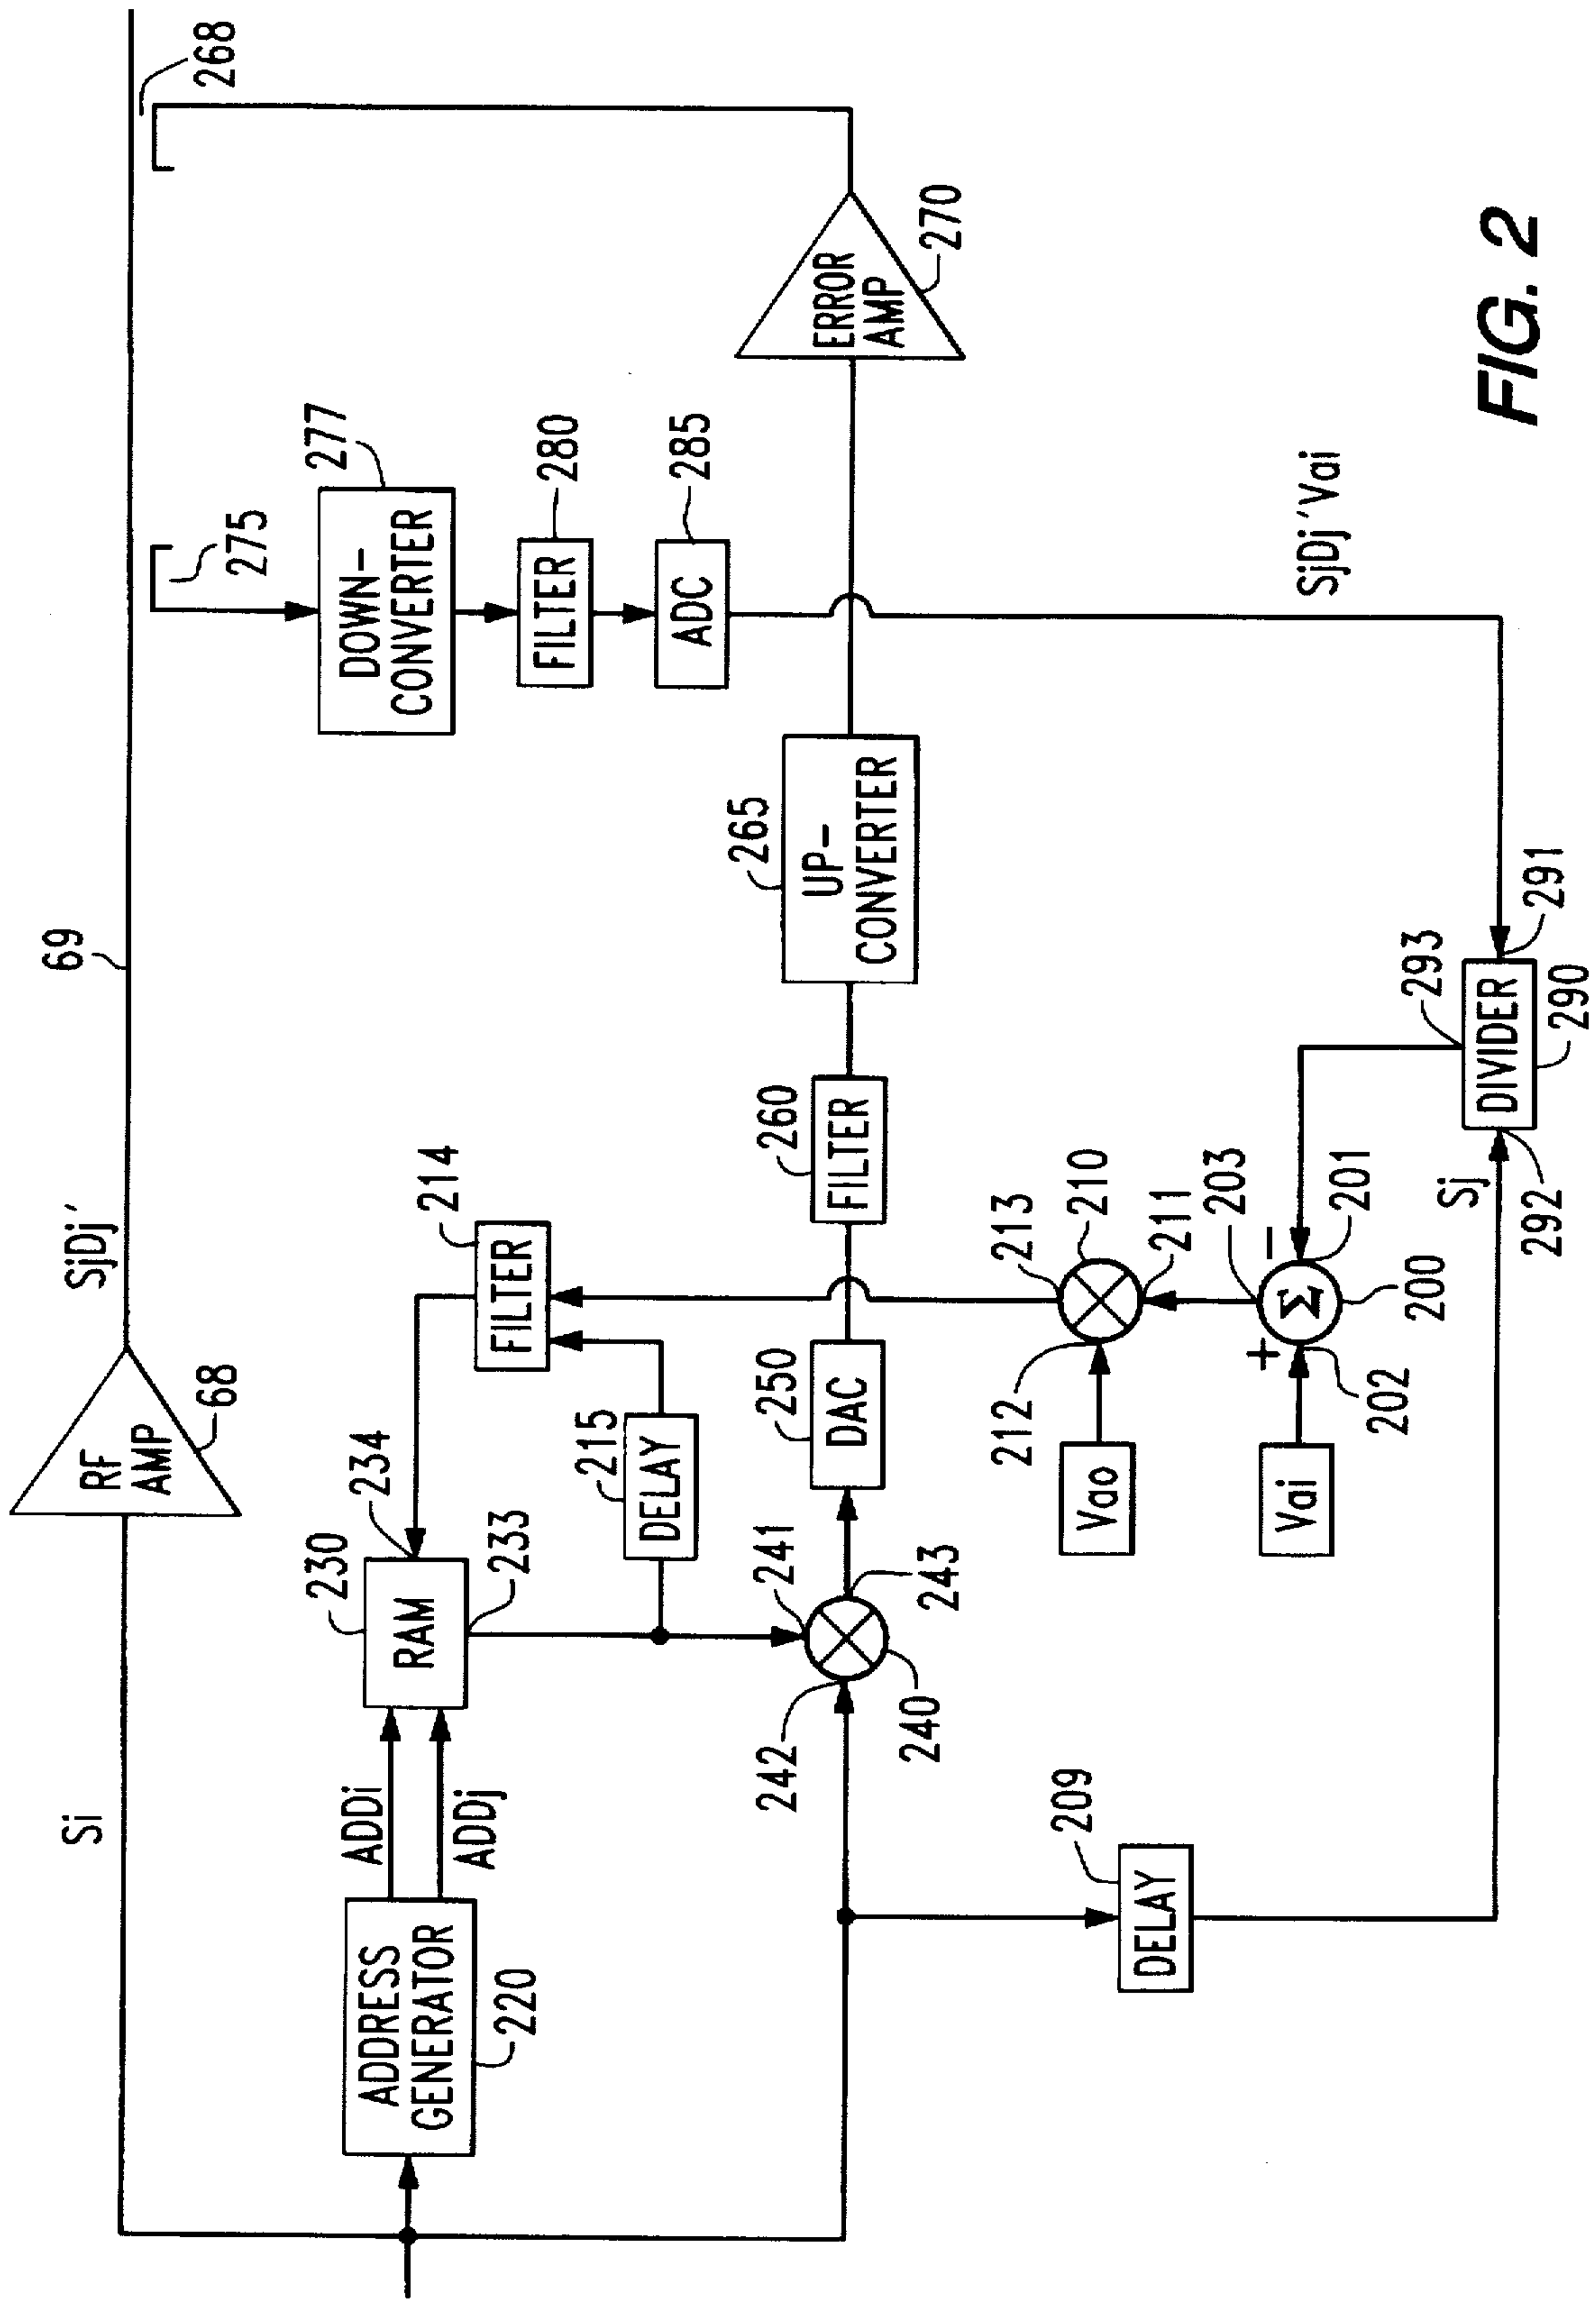 Si
RF
AMP
68
SjDj'
69
268
ADDRESS
GENERATOR
220
ADDi
ADDj
230
RAM
234
233
215
DELAY
FILTER
214
275
DOWN-
CONVERTER
277
FILTER
280
ADC
285
242
241
240
243
250
DAC
260
FILTER
265
UP-
CONVERTER
ERROR
AMP
270
209
DELAY
Vao
212
213
210
211
Vai
202
+
Σ
200
203
−
201
Sj
292
DIVIDER
290
293
291
SjDj'Vai
FIG. 2